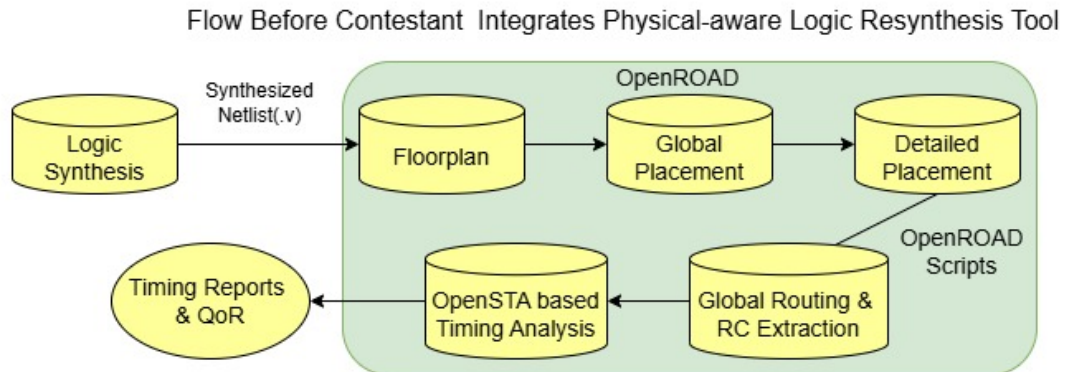 Flow Before Contestant Integrates Physical-aware Logic Resynthesis Tool
OpenROAD
Synthesized
Netlist(.v)
Logic
Synthesis
Floorplan
Global
Placement
Detailed
Placement
OpenROAD
Scripts
Timing Reports
& QoR
OpenSTA based
Timing Analysis
Global Routing &
RC Extraction